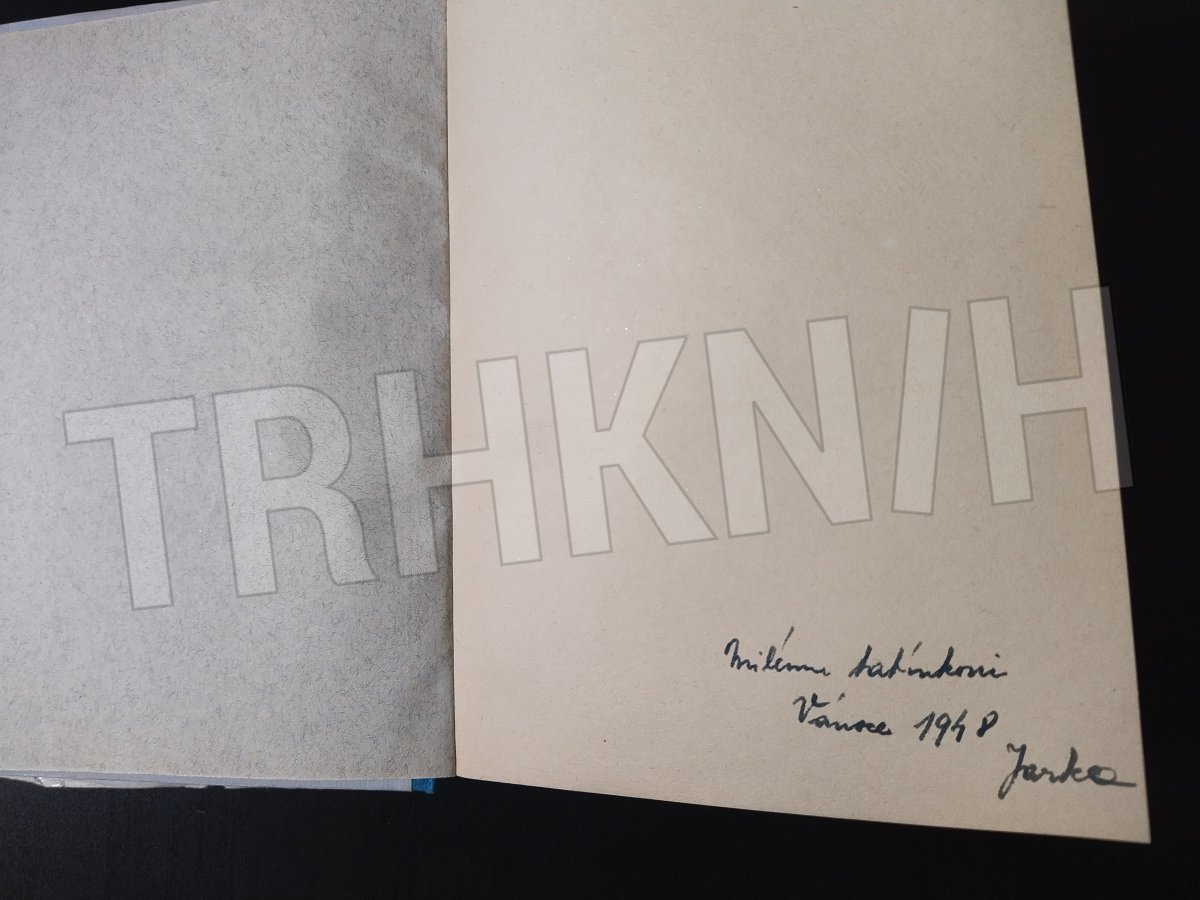 TRHKNIH
Milému tatínkovi
Vánoce 1948
Jarka